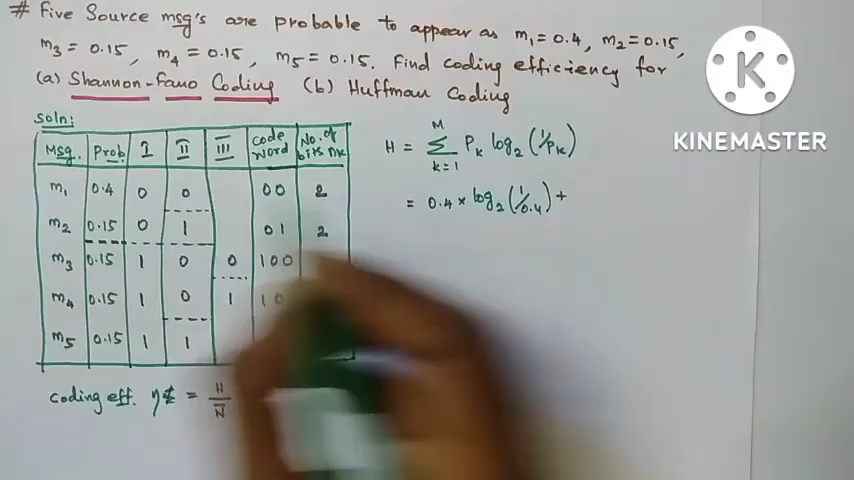 # Five Source msg's are probable to appear as m1 = 0.4, m2 = 0.15,
m3 = 0.15, m4 = 0.15, m5 = 0.15. Find coding efficiency for
(a) Shannon-Fano Coding (b) Huffman Coding
Soln:
Msg. Prob I II III Code Word No. of bits nk
m1 0.4 0 0 00 2
m2 0.15 0 1 01 2
m3 0.15 1 0 0 100
m4 0.15 1 0 1 10
m5 0.15 1 1
coding eff. η = H/N̅
H = Σ k=1 M Pk log2 (1/Pk)
= 0.4 × log2 (1/0.4) +
K
KINEMASTER